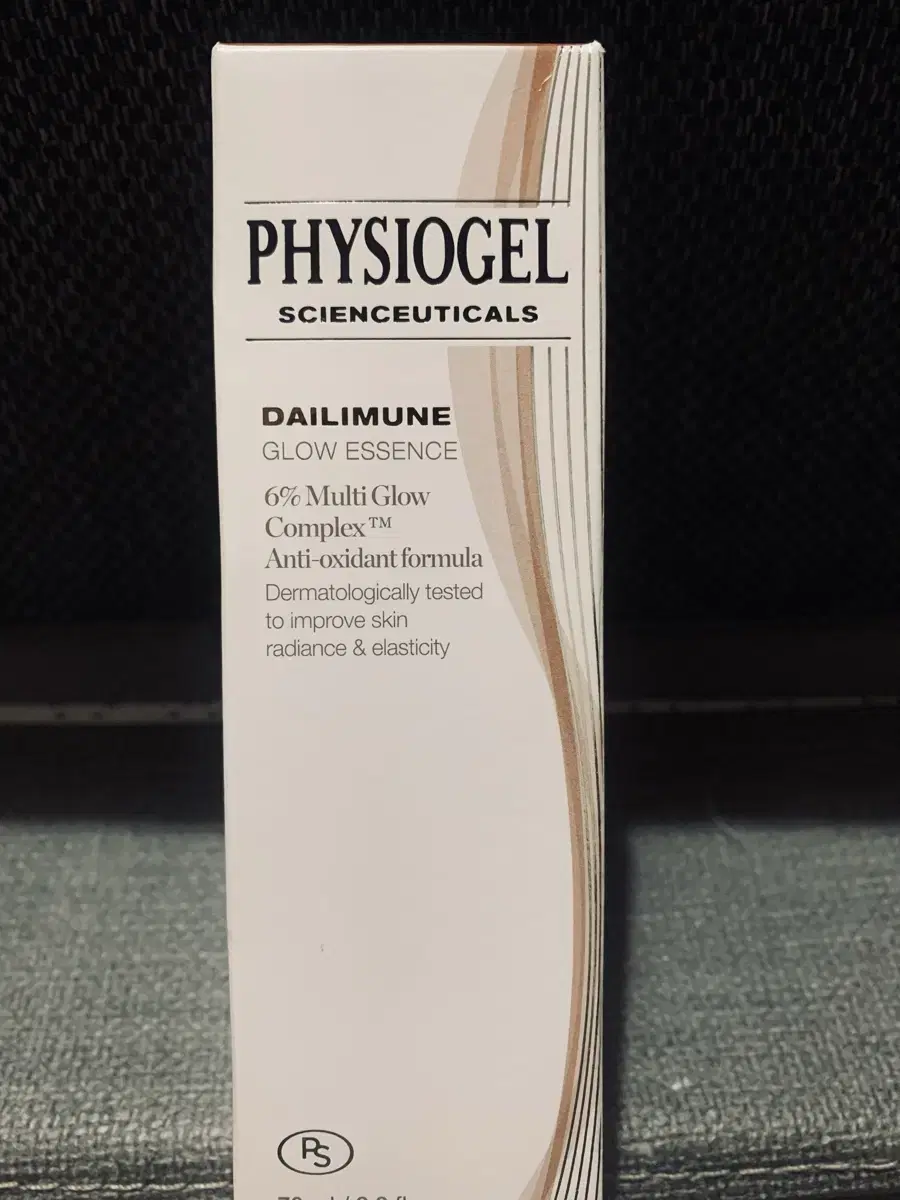 PHYSIOGEL
SCIENCEUTICALS
DAILIMUNE
GLOW ESSENCE
6% Multi Glow
Complex™
Anti-oxidant formula
Dermatologically tested
to improve skin
radiance & elasticity
PS